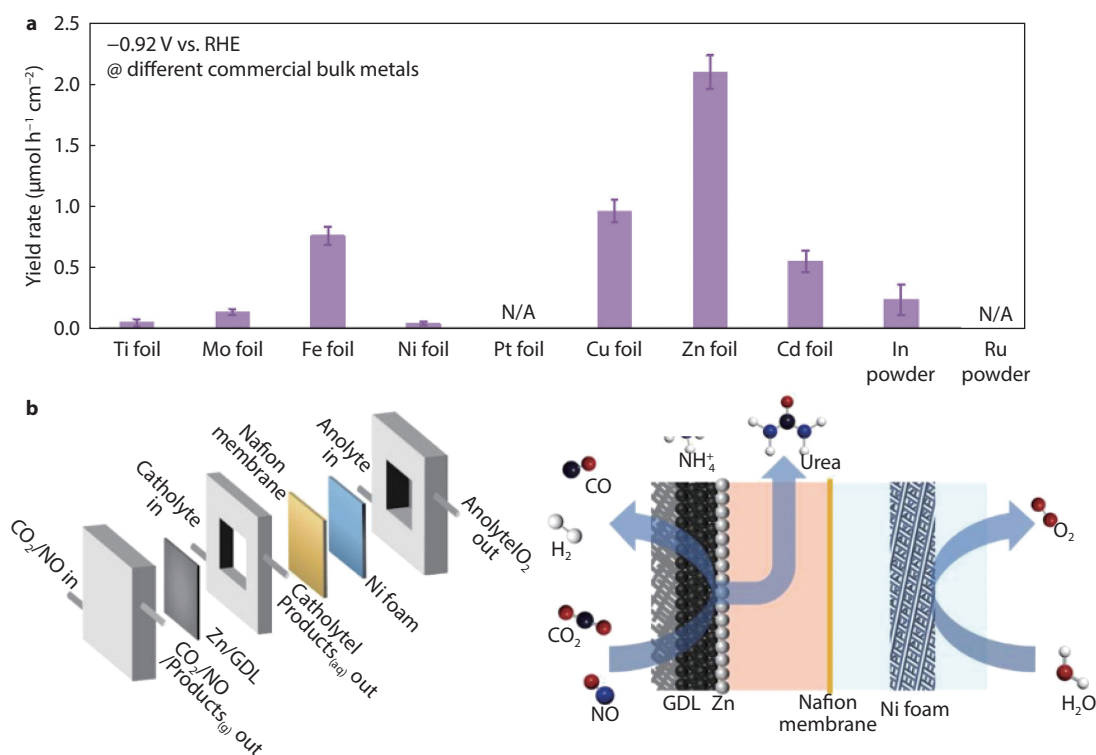 a
−0.92 V vs. RHE
@ different commercial bulk metals
Yield rate (μmol h⁻¹ cm⁻²)
2.5
2.0
1.5
1.0
0.5
0.0
N/A
N/A
Ti foil
Mo foil
Fe foil
Ni foil
Pt foil
Cu foil
Zn foil
Cd foil
In
powder
Ru
powder
b
CO₂/NO in
Catholyte
in
Nafion
membrane
Anolyte
in
AnolyteIO₂
out
Ni foam
CatholyteI
Products₍aq₎ out
Zn/GDL
CO₂/NO
/Products₍g₎ out
CO
H₂
CO₂
NO
NH₄⁺
Urea
O₂
H₂O
GDL
Zn
Nafion
membrane
Ni foam